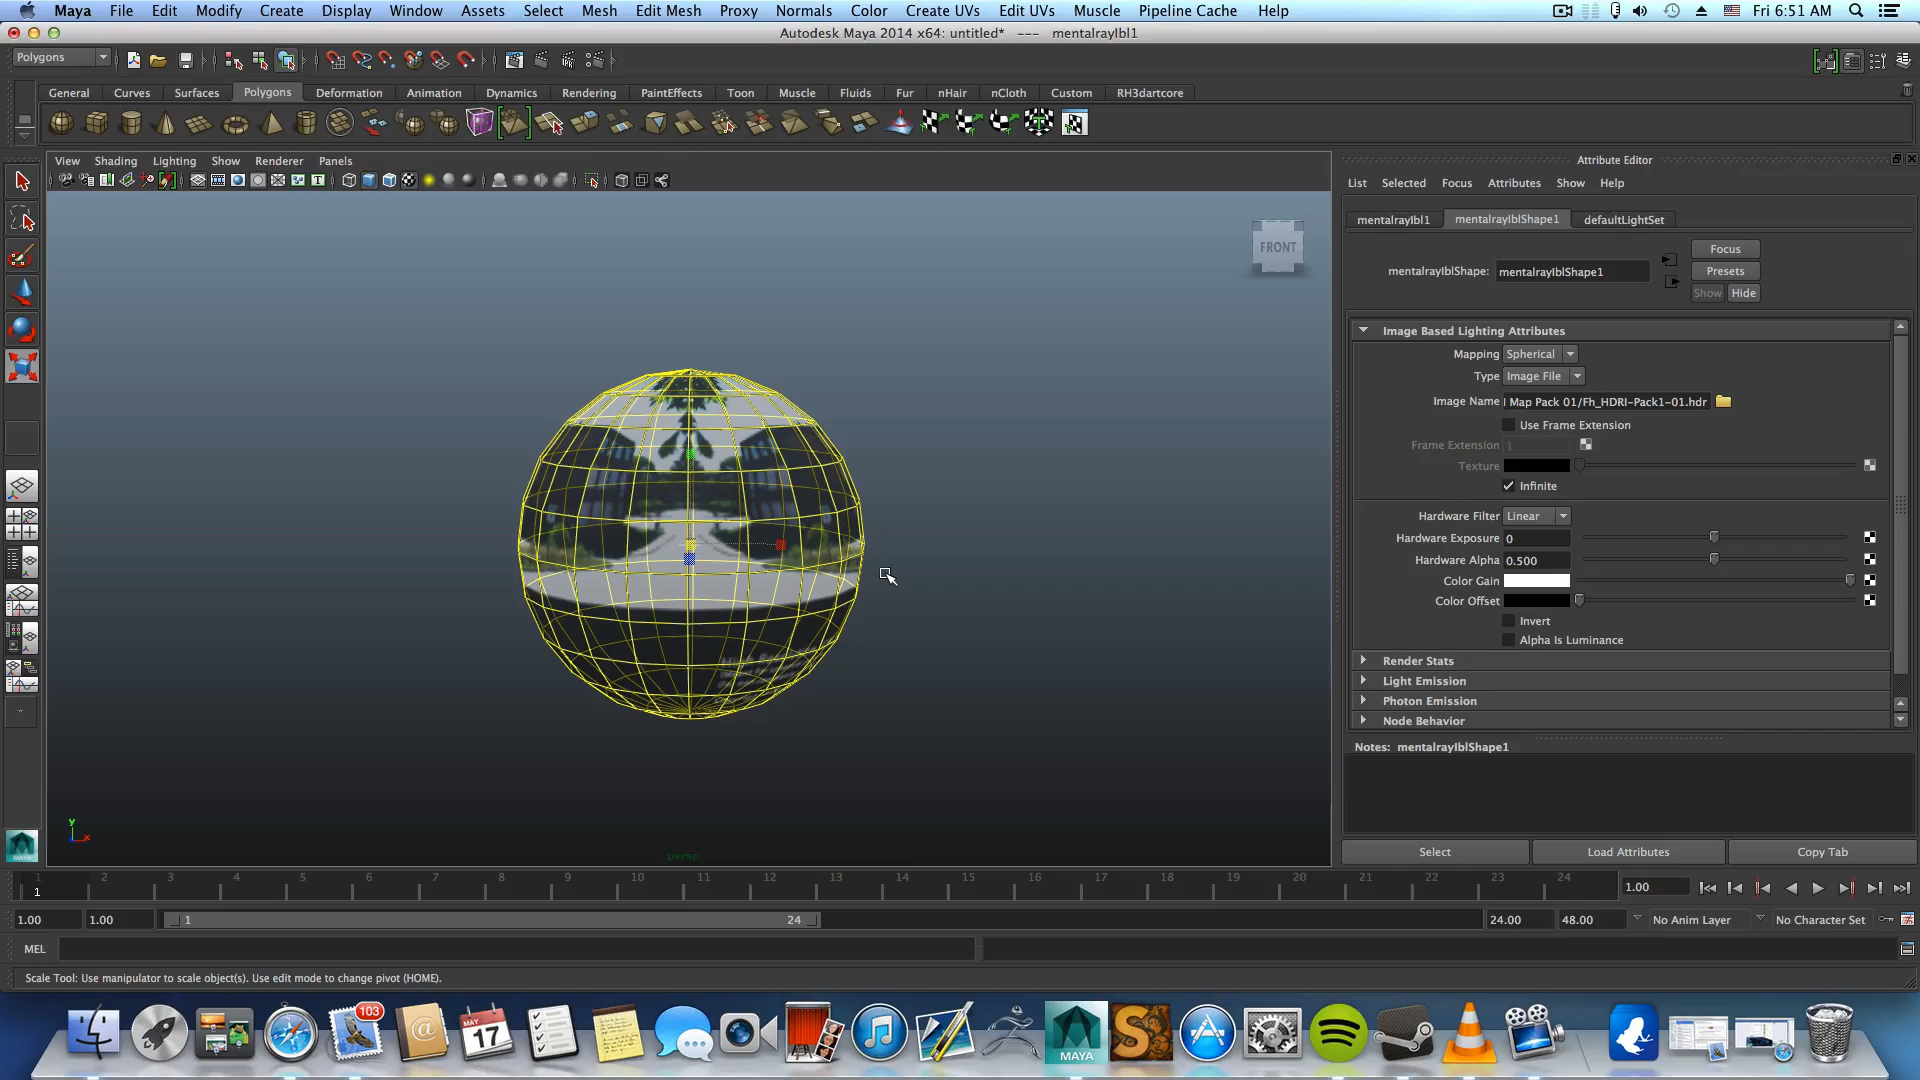 Maya File Edit Modify Create Display Window Assets Select Mesh Edit Mesh Proxy Normals Color Create UVs Edit UVs Muscle Pipeline Cache Help Fri 6:51 AM
Autodesk Maya 2014 x64: untitled* --- mentalrayIbl1
Polygons
General Curves Surfaces Polygons Deformation Animation Dynamics Rendering PaintEffects Toon Muscle Fluids Fur nHair nCloth Custom RH3dartcore
View Shading Lighting Show Renderer Panels
Attribute Editor
List Selected Focus Attributes Show Help
mentalrayIbl1 mentalrayIblShape1 defaultLightSet
FRONT
Focus
mentalrayIblShape: mentalrayIblShape1
Presets
Show Hide
Image Based Lighting Attributes
Mapping Spherical
Type Image File
Image Name Map Pack 01/Fh_HDRI-Pack1-01.hdr
Use Frame Extension
Frame Extension 1
Texture
Infinite
Hardware Filter Linear
Hardware Exposure 0
Hardware Alpha 0.500
Color Gain
Color Offset
Invert
Alpha Is Luminance
Render Stats
Light Emission
Photon Emission
Node Behavior
Notes: mentalrayIblShape1
y
x
persp
Select Load Attributes Copy Tab
1 2 3 4 5 6 7 8 9 10 11 12 13 14 15 16 17 18 19 20 21 22 23 24
1 1.00
1.00 1.00 1 24 24.00 48.00 No Anim Layer No Character Set
MEL
Scale Tool: Use manipulator to scale object(s). Use edit mode to change pivot (HOME).
103
MAY
17
MAYA